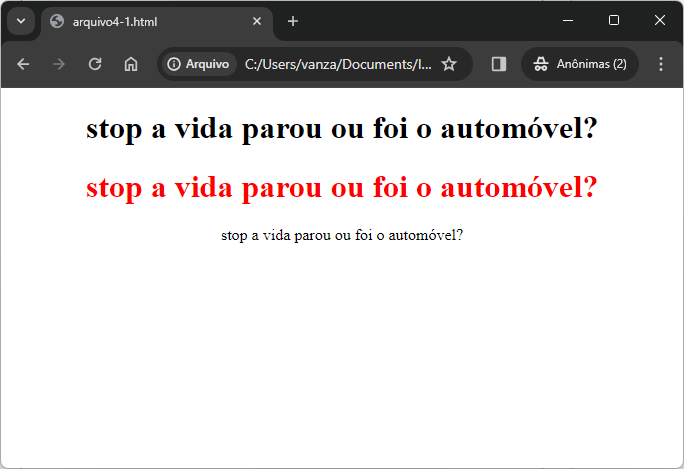 arquivo4-1.html
Arquivo C:/Users/vanza/Documents/I... Anônimas (2)
stop a vida parou ou foi o automóvel?
stop a vida parou ou foi o automóvel?
stop a vida parou ou foi o automóvel?